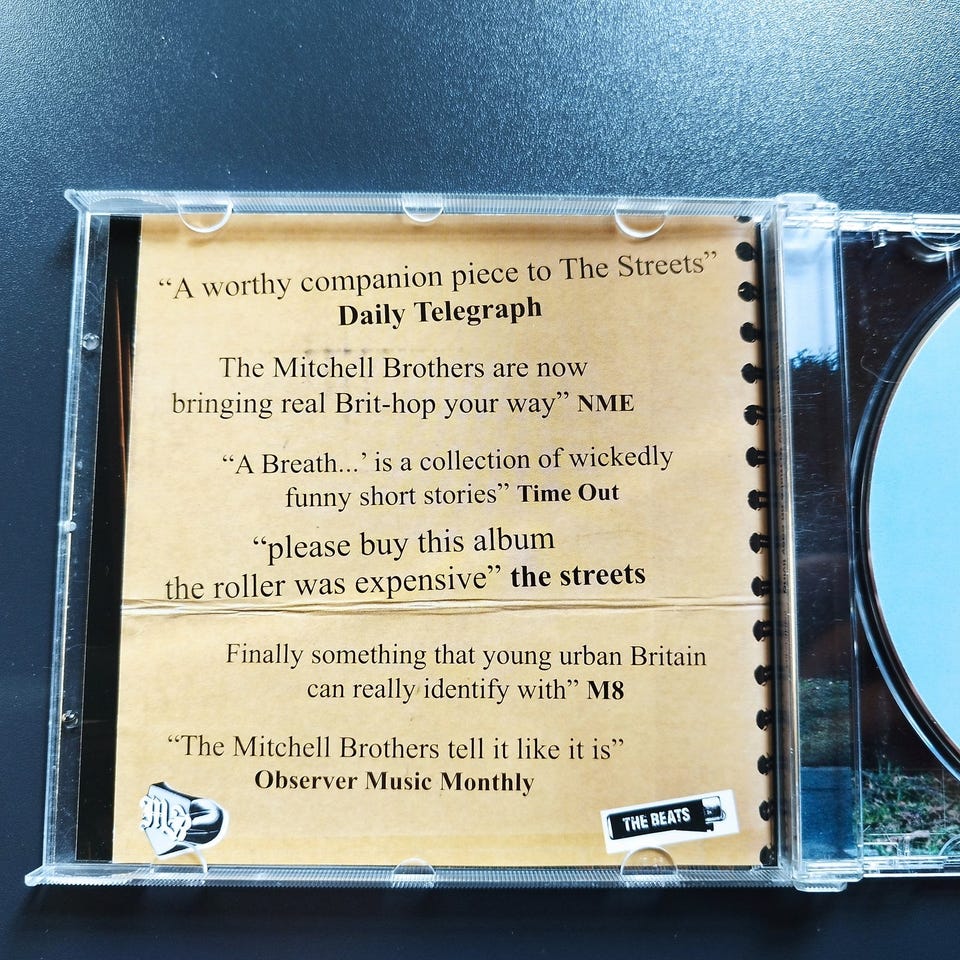 “A worthy companion piece to The Streets”
Daily Telegraph
The Mitchell Brothers are now
bringing real Brit-hop your way” NME
“A Breath...’ is a collection of wickedly
funny short stories” Time Out
“please buy this album
the roller was expensive” the streets
Finally something that young urban Britain
can really identify with” M8
“The Mitchell Brothers tell it like it is”
Observer Music Monthly
THE BEATS